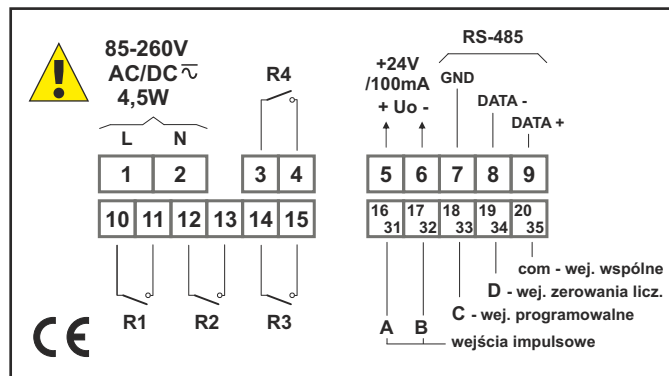 85-260V
AC/DC
4,5W
L N
R4
+24V
/100mA
+ Uo -
RS-485
GND
DATA -
DATA +
1 2 3 4 5 6 7 8 9
10 11 12 13 14 15
16 17 18 19 20
31 32 33 34 35
R1 R2 R3
com - wej. wspólne
D - wej. zerowania licz.
C - wej. programowalne
A B
wejścia impulsowe
CE